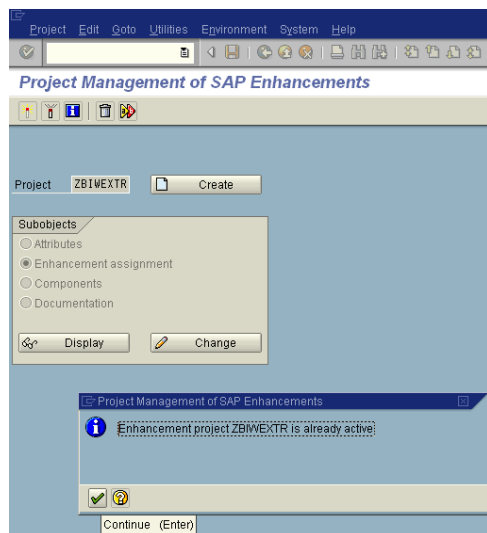 Project Edit Goto Utilities Environment System Help
Project Management of SAP Enhancements
Project ZBIWEXTR Create
Subobjects
Attributes
Enhancement assignment
Components
Documentation
Display Change
Project Management of SAP Enhancements
Enhancement project ZBIWEXTR is already active
Continue (Enter)